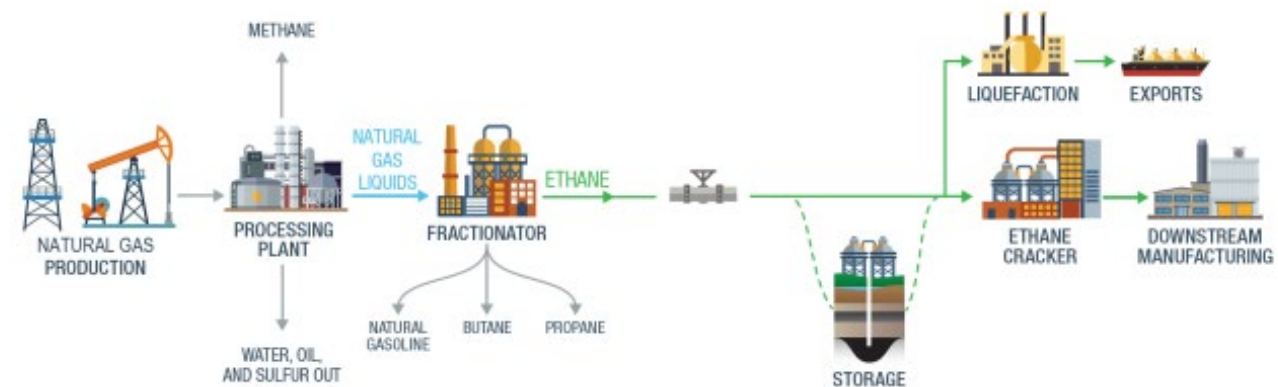 METHANE
NATURAL GAS
PRODUCTION
PROCESSING
PLANT
WATER, OIL,
AND SULFUR OUT
NATURAL
GAS
LIQUIDS
FRACTIONATOR
NATURAL
GASOLINE
BUTANE
PROPANE
ETHANE
STORAGE
LIQUEFACTION
EXPORTS
ETHANE
CRACKER
DOWNSTREAM
MANUFACTURING